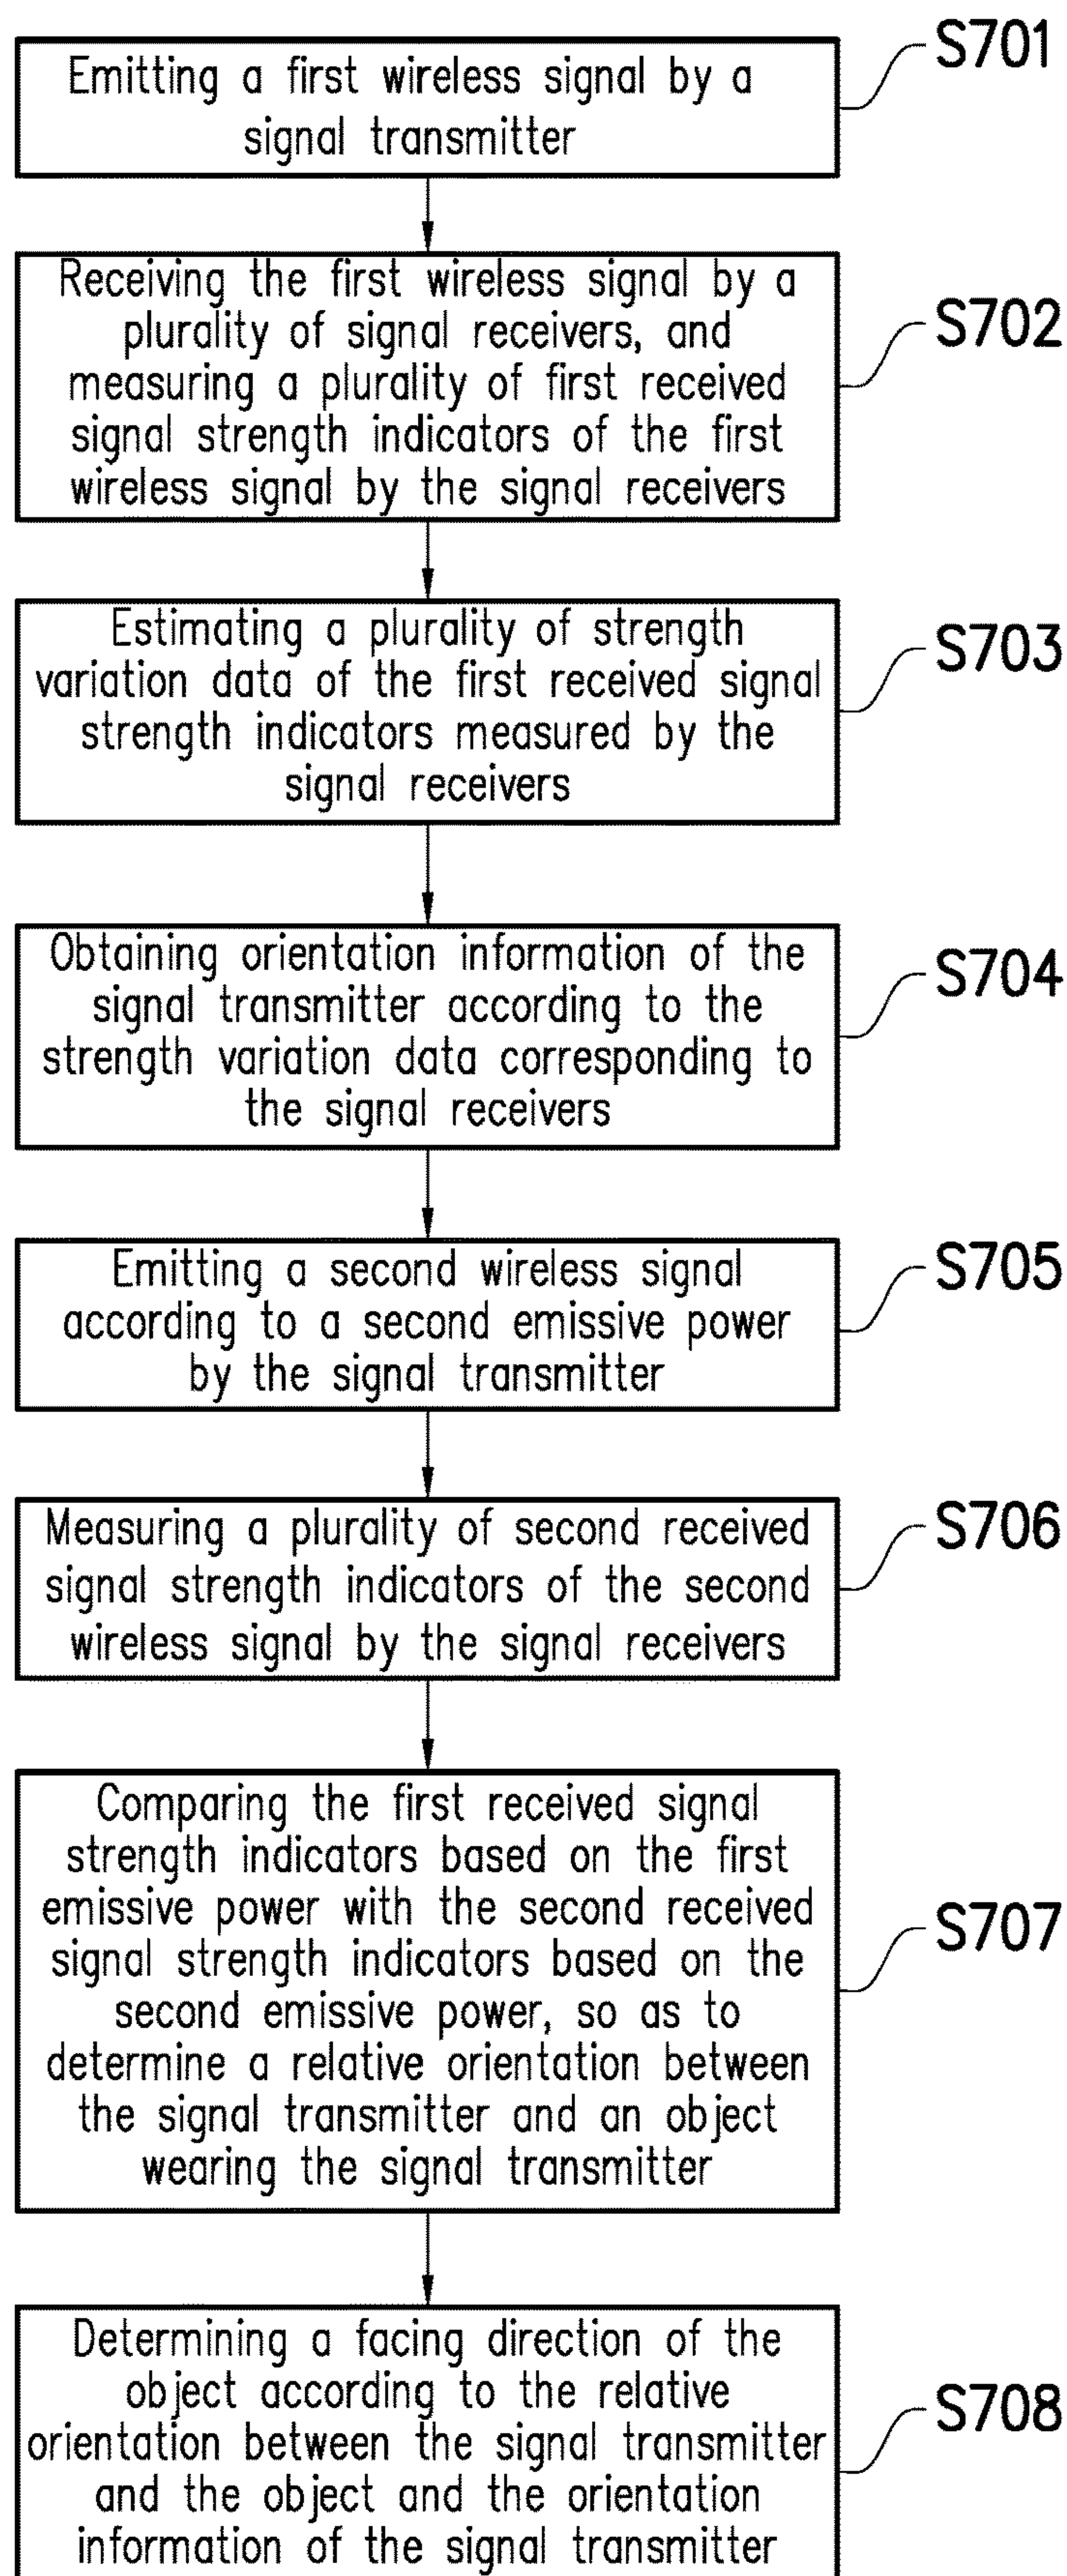 S701
Emitting a first wireless signal by a
signal transmitter
S702
Receiving the first wireless signal by a
plurality of signal receivers, and
measuring a plurality of first received
signal strength indicators of the first
wireless signal by the signal receivers
S703
Estimating a plurality of strength
variation data of the first received signal
strength indicators measured by the
signal receivers
S704
Obtaining orientation information of the
signal transmitter according to the
strength variation data corresponding to
the signal receivers
S705
Emitting a second wireless signal
according to a second emissive power
by the signal transmitter
S706
Measuring a plurality of second received
signal strength indicators of the second
wireless signal by the signal receivers
S707
Comparing the first received signal
strength indicators based on the first
emissive power with the second received
signal strength indicators based on the
second emissive power, so as to
determine a relative orientation between
the signal transmitter and an object
wearing the signal transmitter
S708
Determining a facing direction of the
object according to the relative
orientation between the signal transmitter
and the object and the orientation
information of the signal transmitter